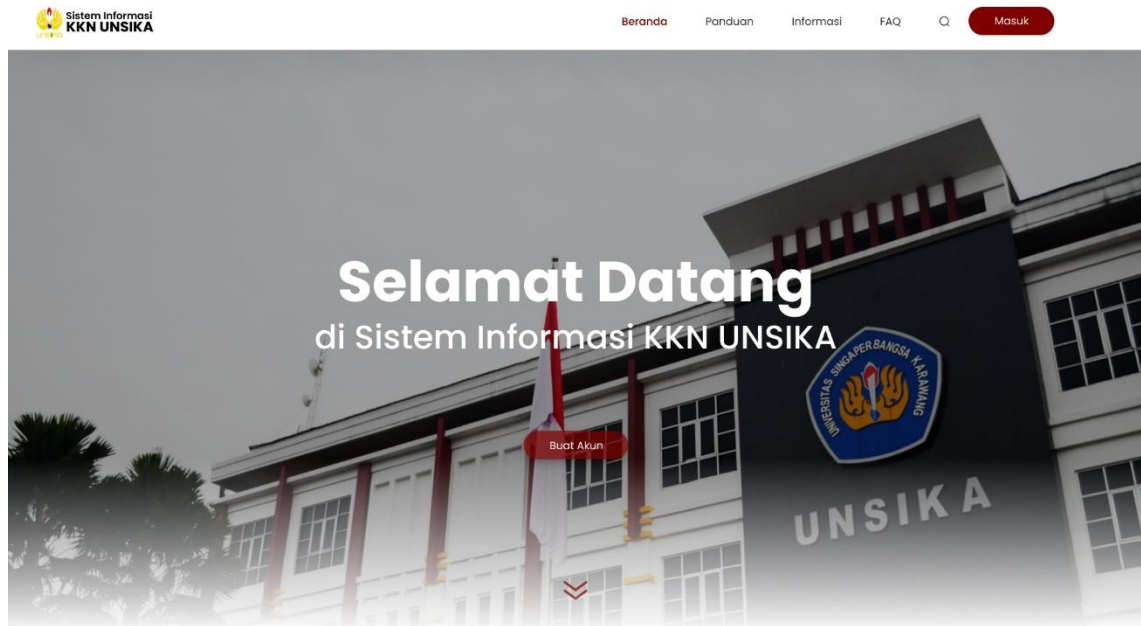 Sistem Informasi
KKN UNSIKA
UNSIKA
Beranda
Panduan
Informasi
FAQ
Masuk
Selamat Datang
di Sistem Informasi KKN UNSIKA
UNIVERSITAS SINGAPERBANGSA KARAWANG
Buat Akun
UNSIKA